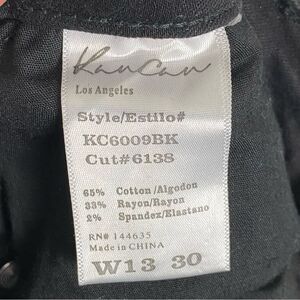 KanCan
Los Angeles
Style/Estilo#
KC6009BK
Cut#6138
65% Cotton/Algodon
33% Rayon/Rayon
2% Spandex/Elastano
RN# 144635
Made in CHINA
W13 30